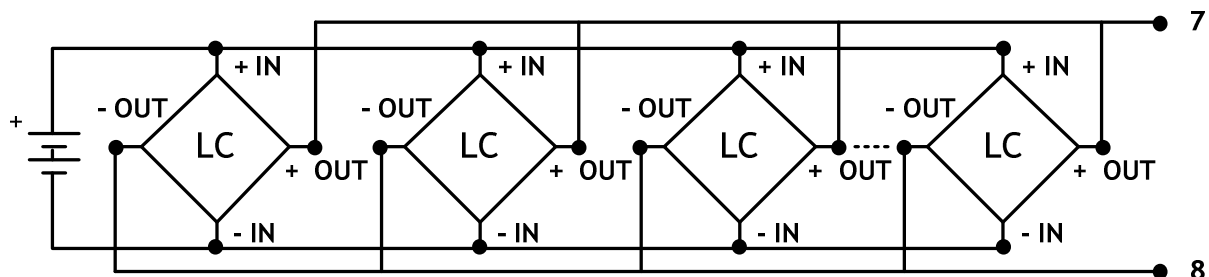 7
+ IN
+ IN
+ IN
+ IN
- OUT
- OUT
- OUT
- OUT
+
LC
LC
LC
LC
+ OUT
+ OUT
+ OUT
+ OUT
- IN
- IN
- IN
- IN
8